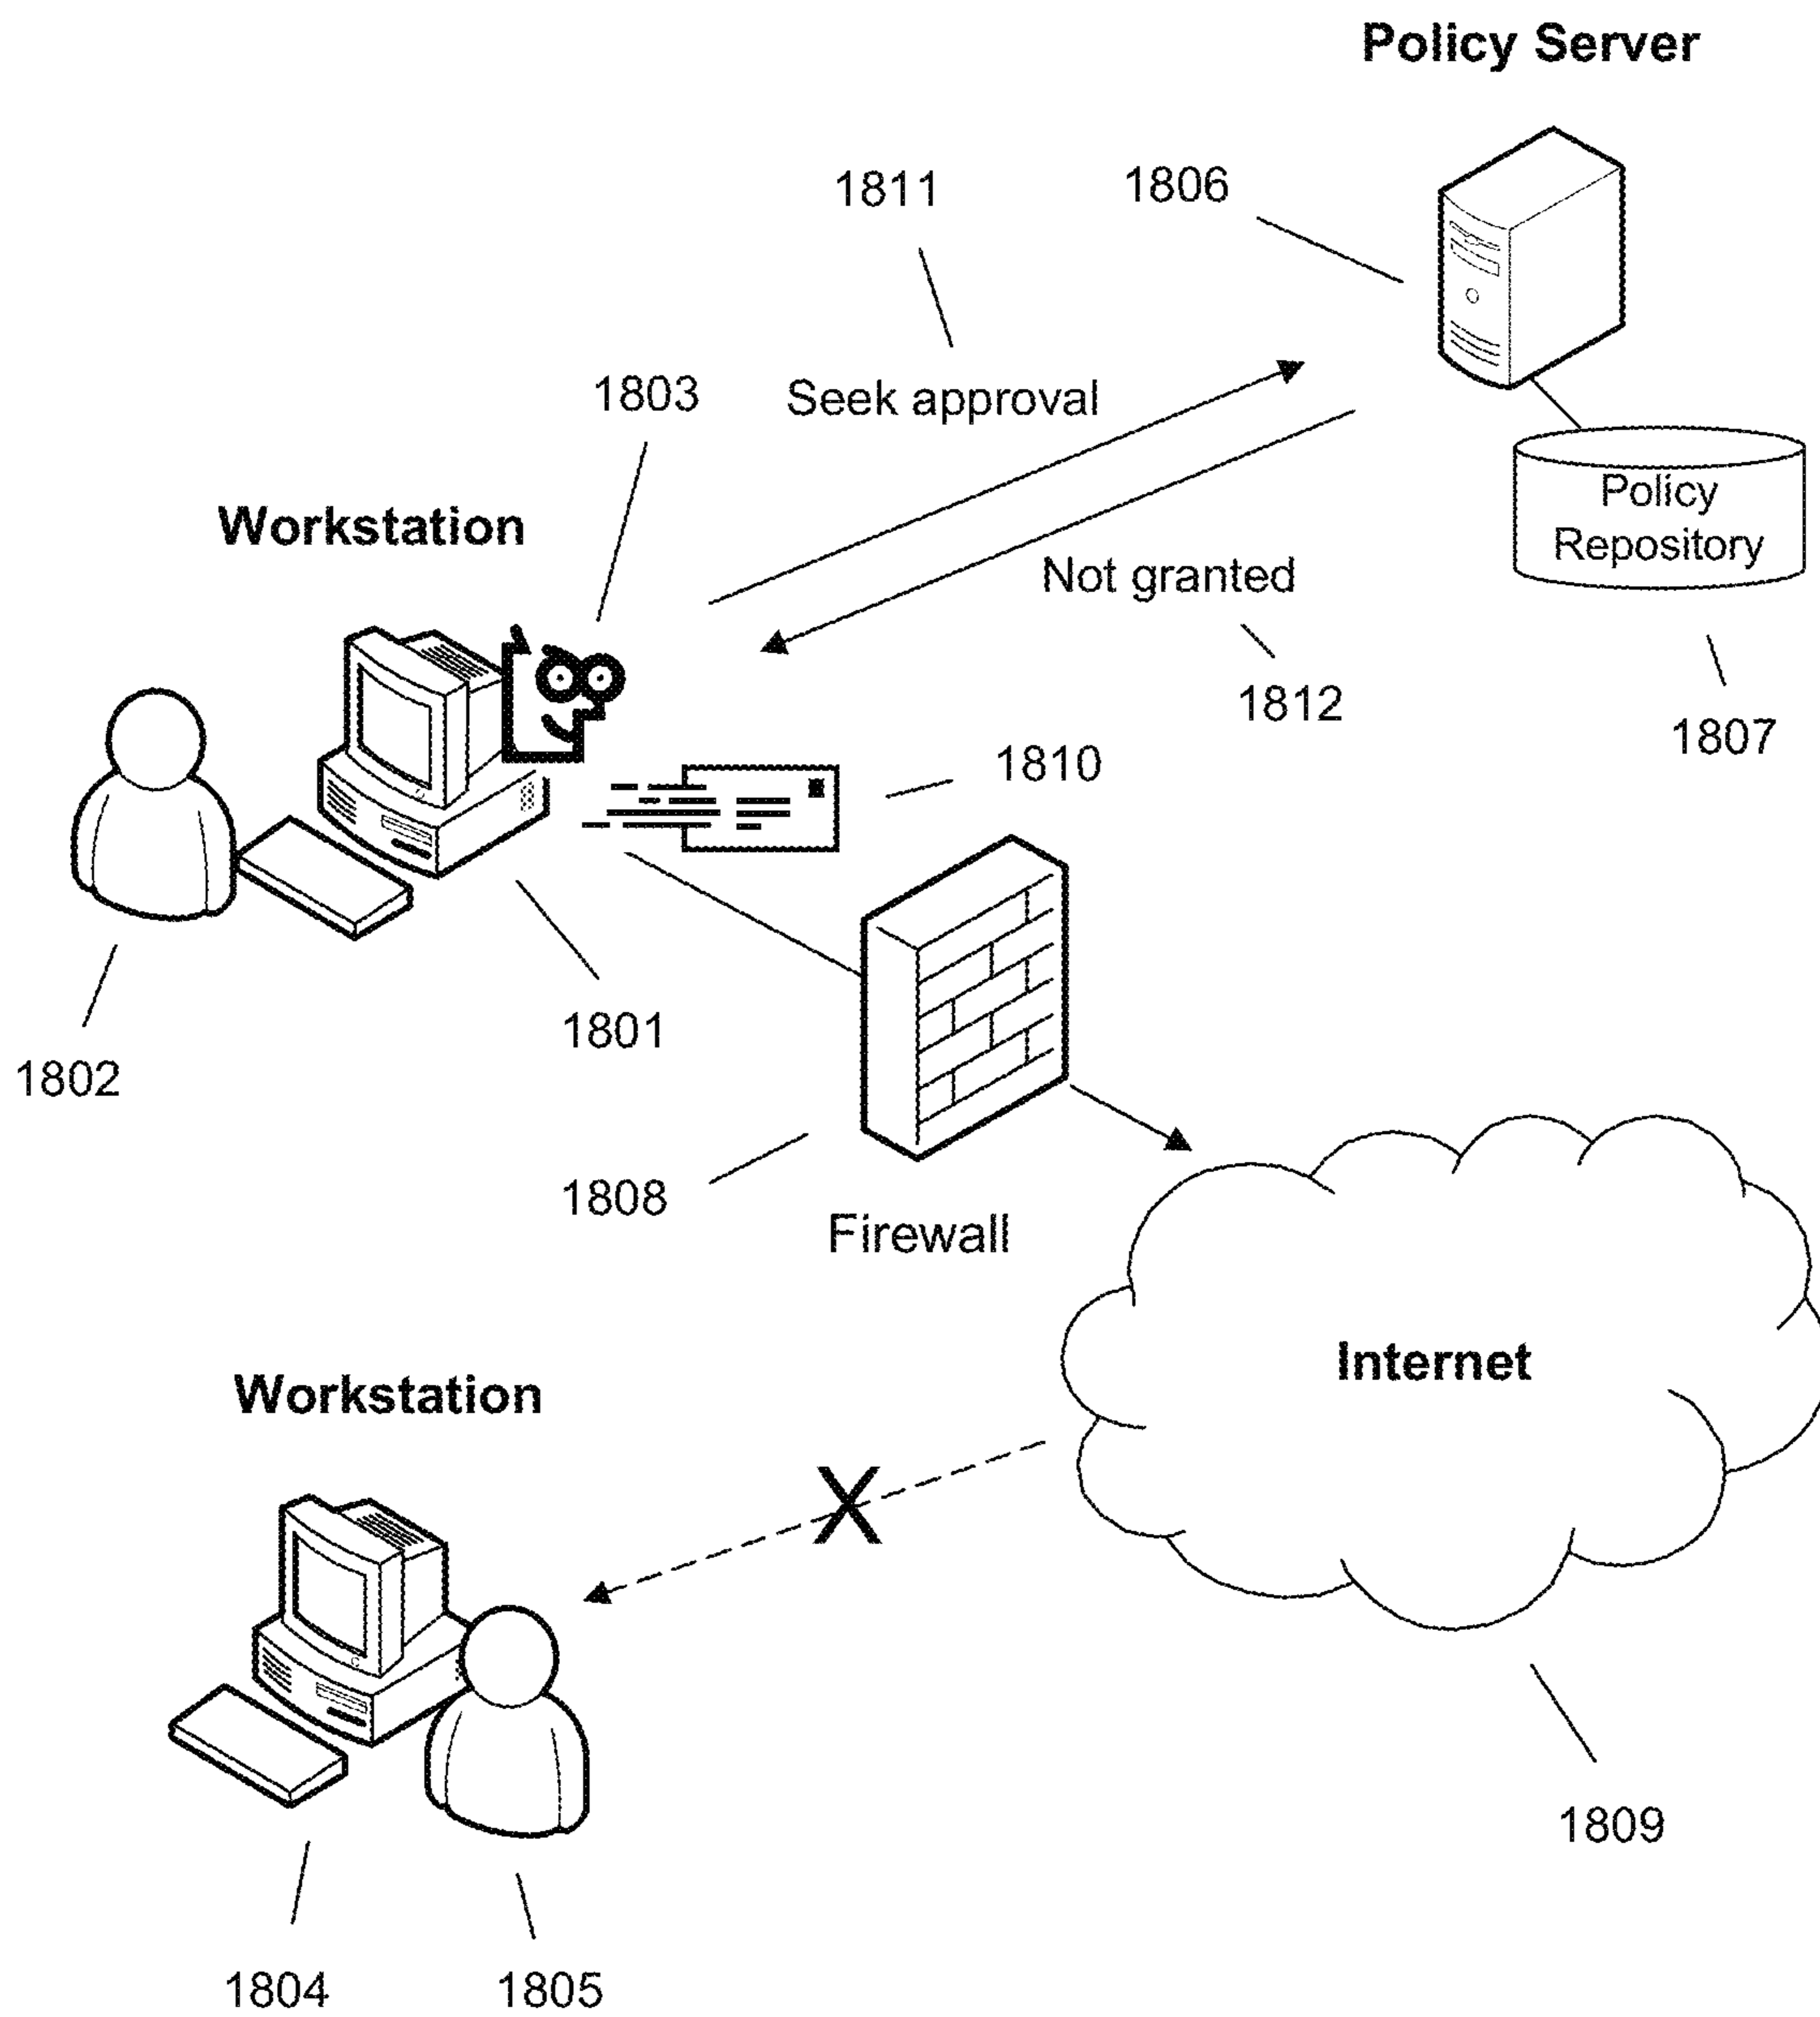 Policy Server
1811
1806
1803
Seek approval
Policy
Repository
Workstation
Not granted
1812
1807
1810
1801
1802
1808
Firewall
Internet
Workstation
1809
1804
1805